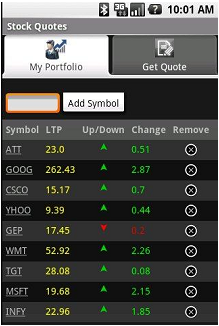 3G 10:01 AM
Stock Quotes
My Portfolio Get Quote
Add Symbol
Symbol LTP Up/Down Change Remove
ATT 23.0 0.51
GOOG 262.43 2.87
CSCO 15.17 0.7
YHOO 9.39 0.44
GEP 17.45 0.2
WMT 52.92 2.26
TGT 28.08 0.08
MSFT 19.68 2.15
INFY 22.96 1.85